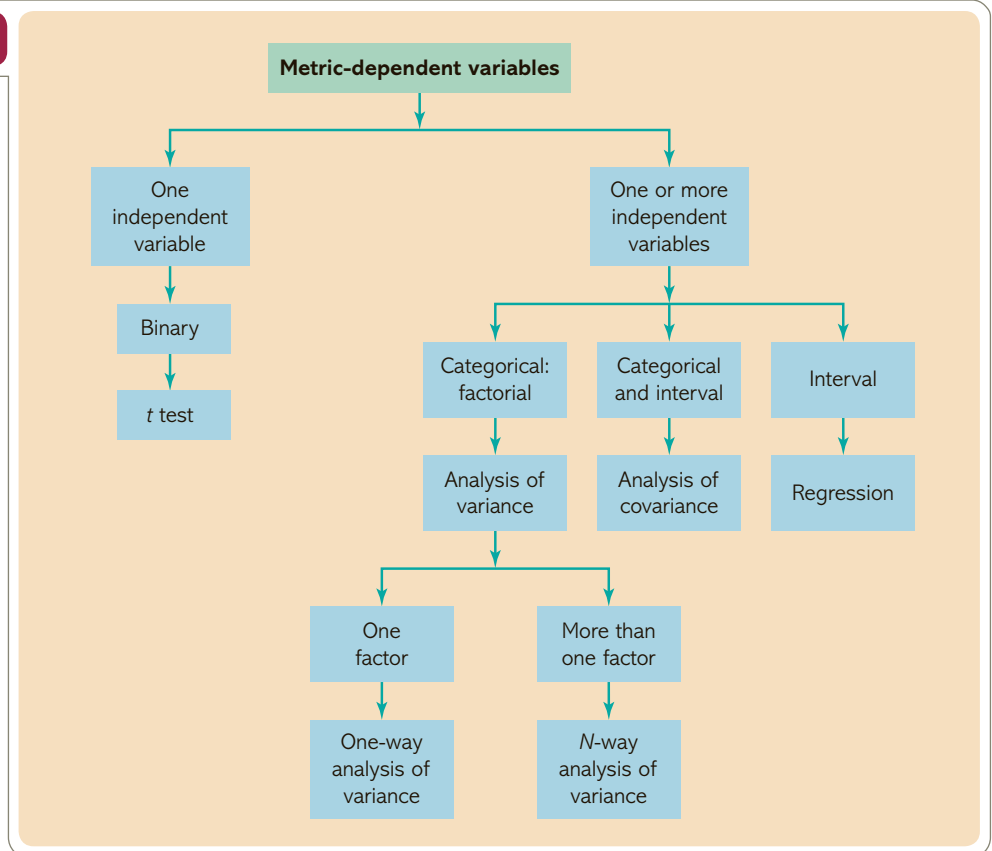 Metric-dependent variables
One
independent
variable
One or more
independent
variables
Binary
t test
Categorical:
factorial
Categorical
and interval
Interval
Analysis of
variance
Analysis of
covariance
Regression
One
factor
More than
one factor
One-way
analysis of
variance
N-way
analysis of
variance